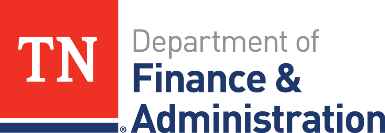 TN
Department of
Finance &
Administration
®